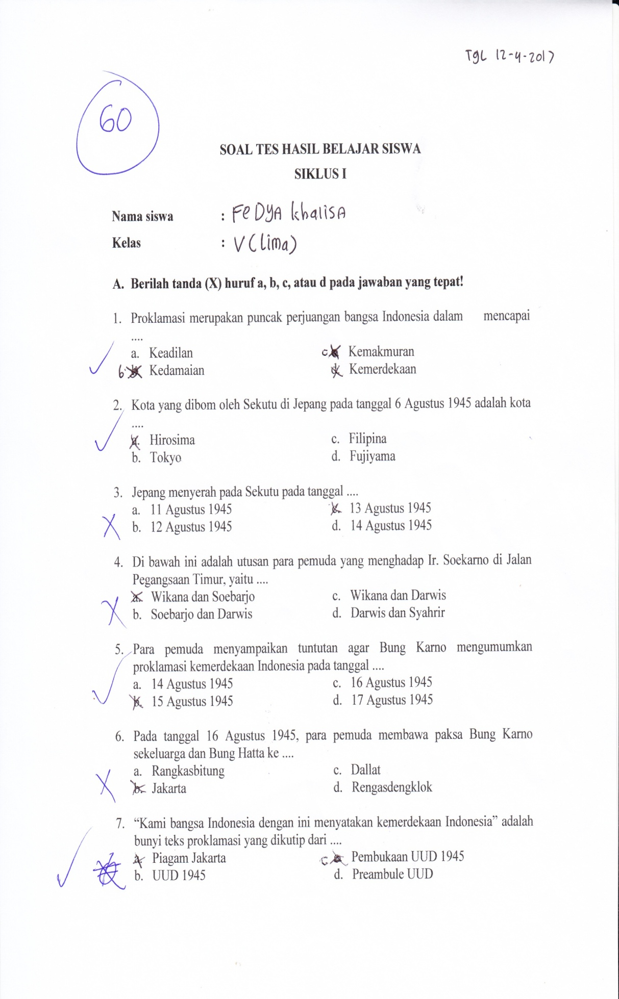 TgL 12-4-2017
60
SOAL TES HASIL BELAJAR SISWA
SIKLUS I
Nama siswa : FeDyA khalisA
Kelas : V (lima)
A. Berilah tanda (X) huruf a, b, c, atau d pada jawaban yang tepat!
1. Proklamasi merupakan puncak perjuangan bangsa Indonesia dalam mencapai
....
a. Keadilan c. Kemakmuran
b. Kedamaian d. Kemerdekaan
2. Kota yang dibom oleh Sekutu di Jepang pada tanggal 6 Agustus 1945 adalah kota
....
a. Hirosima c. Filipina
b. Tokyo d. Fujiyama
3. Jepang menyerah pada Sekutu pada tanggal ....
a. 11 Agustus 1945 c. 13 Agustus 1945
b. 12 Agustus 1945 d. 14 Agustus 1945
4. Di bawah ini adalah utusan para pemuda yang menghadap Ir. Soekarno di Jalan
Pegangsaan Timur, yaitu ....
a. Wikana dan Soebarjo c. Wikana dan Darwis
b. Soebarjo dan Darwis d. Darwis dan Syahrir
5. Para pemuda menyampaikan tuntutan agar Bung Karno mengumumkan
proklamasi kemerdekaan Indonesia pada tanggal ....
a. 14 Agustus 1945 c. 16 Agustus 1945
b. 15 Agustus 1945 d. 17 Agustus 1945
6. Pada tanggal 16 Agustus 1945, para pemuda membawa paksa Bung Karno
sekeluarga dan Bung Hatta ke ....
a. Rangkasbitung c. Dallat
b. Jakarta d. Rengasdengklok
7. “Kami bangsa Indonesia dengan ini menyatakan kemerdekaan Indonesia” adalah
bunyi teks proklamasi yang dikutip dari ....
a. Piagam Jakarta c. Pembukaan UUD 1945
b. UUD 1945 d. Preambule UUD